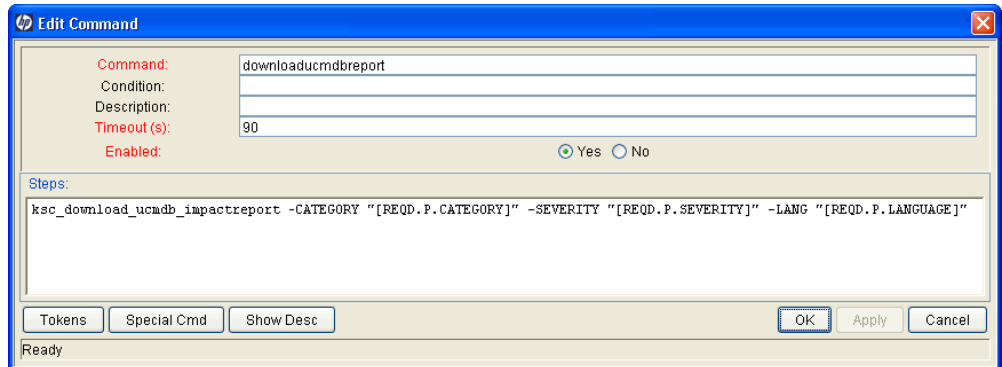 hp Edit Command
Command: downloaducmdbreport
Condition:
Description:
Timeout (s): 90
Enabled: Yes No
Steps:
ksc_download_ucmdb_impactreport -CATEGORY "[REQD.P.CATEGORY]" -SEVERITY "[REQD.P.SEVERITY]" -LANG "[REQD.P.LANGUAGE]"
Tokens Special Cmd Show Desc OK Apply Cancel
Ready